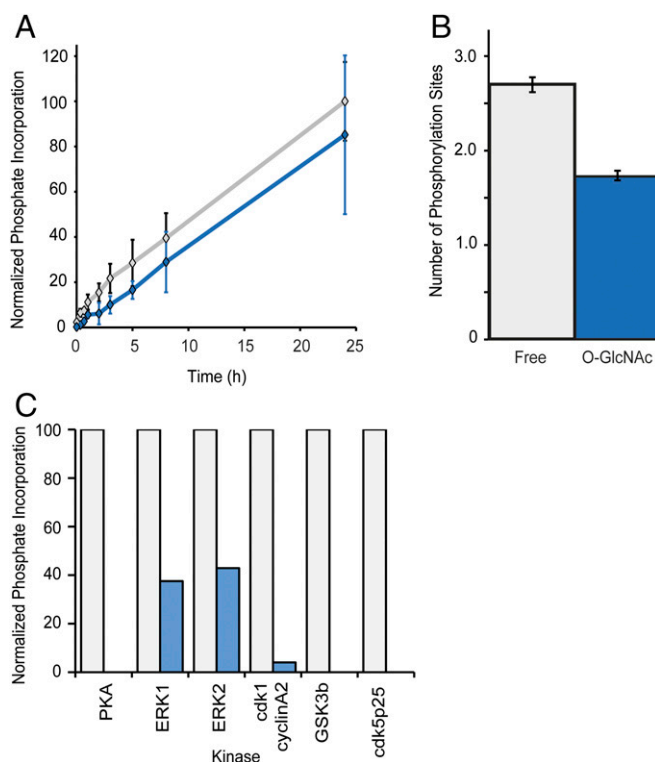 A
Normalized Phosphate Incorporation
120
100
80
60
40
20
0
0
5
10
15
20
25
Time (h)
B
Number of Phosphorylation Sites
3.0
2.0
1.0
0
Free
O-GlcNAc
C
Normalized Phosphate Incorporation
100
80
60
40
20
0
PKA
ERK1
ERK2
cdk1
cyclinA2
GSK3b
cdk5p25
Kinase